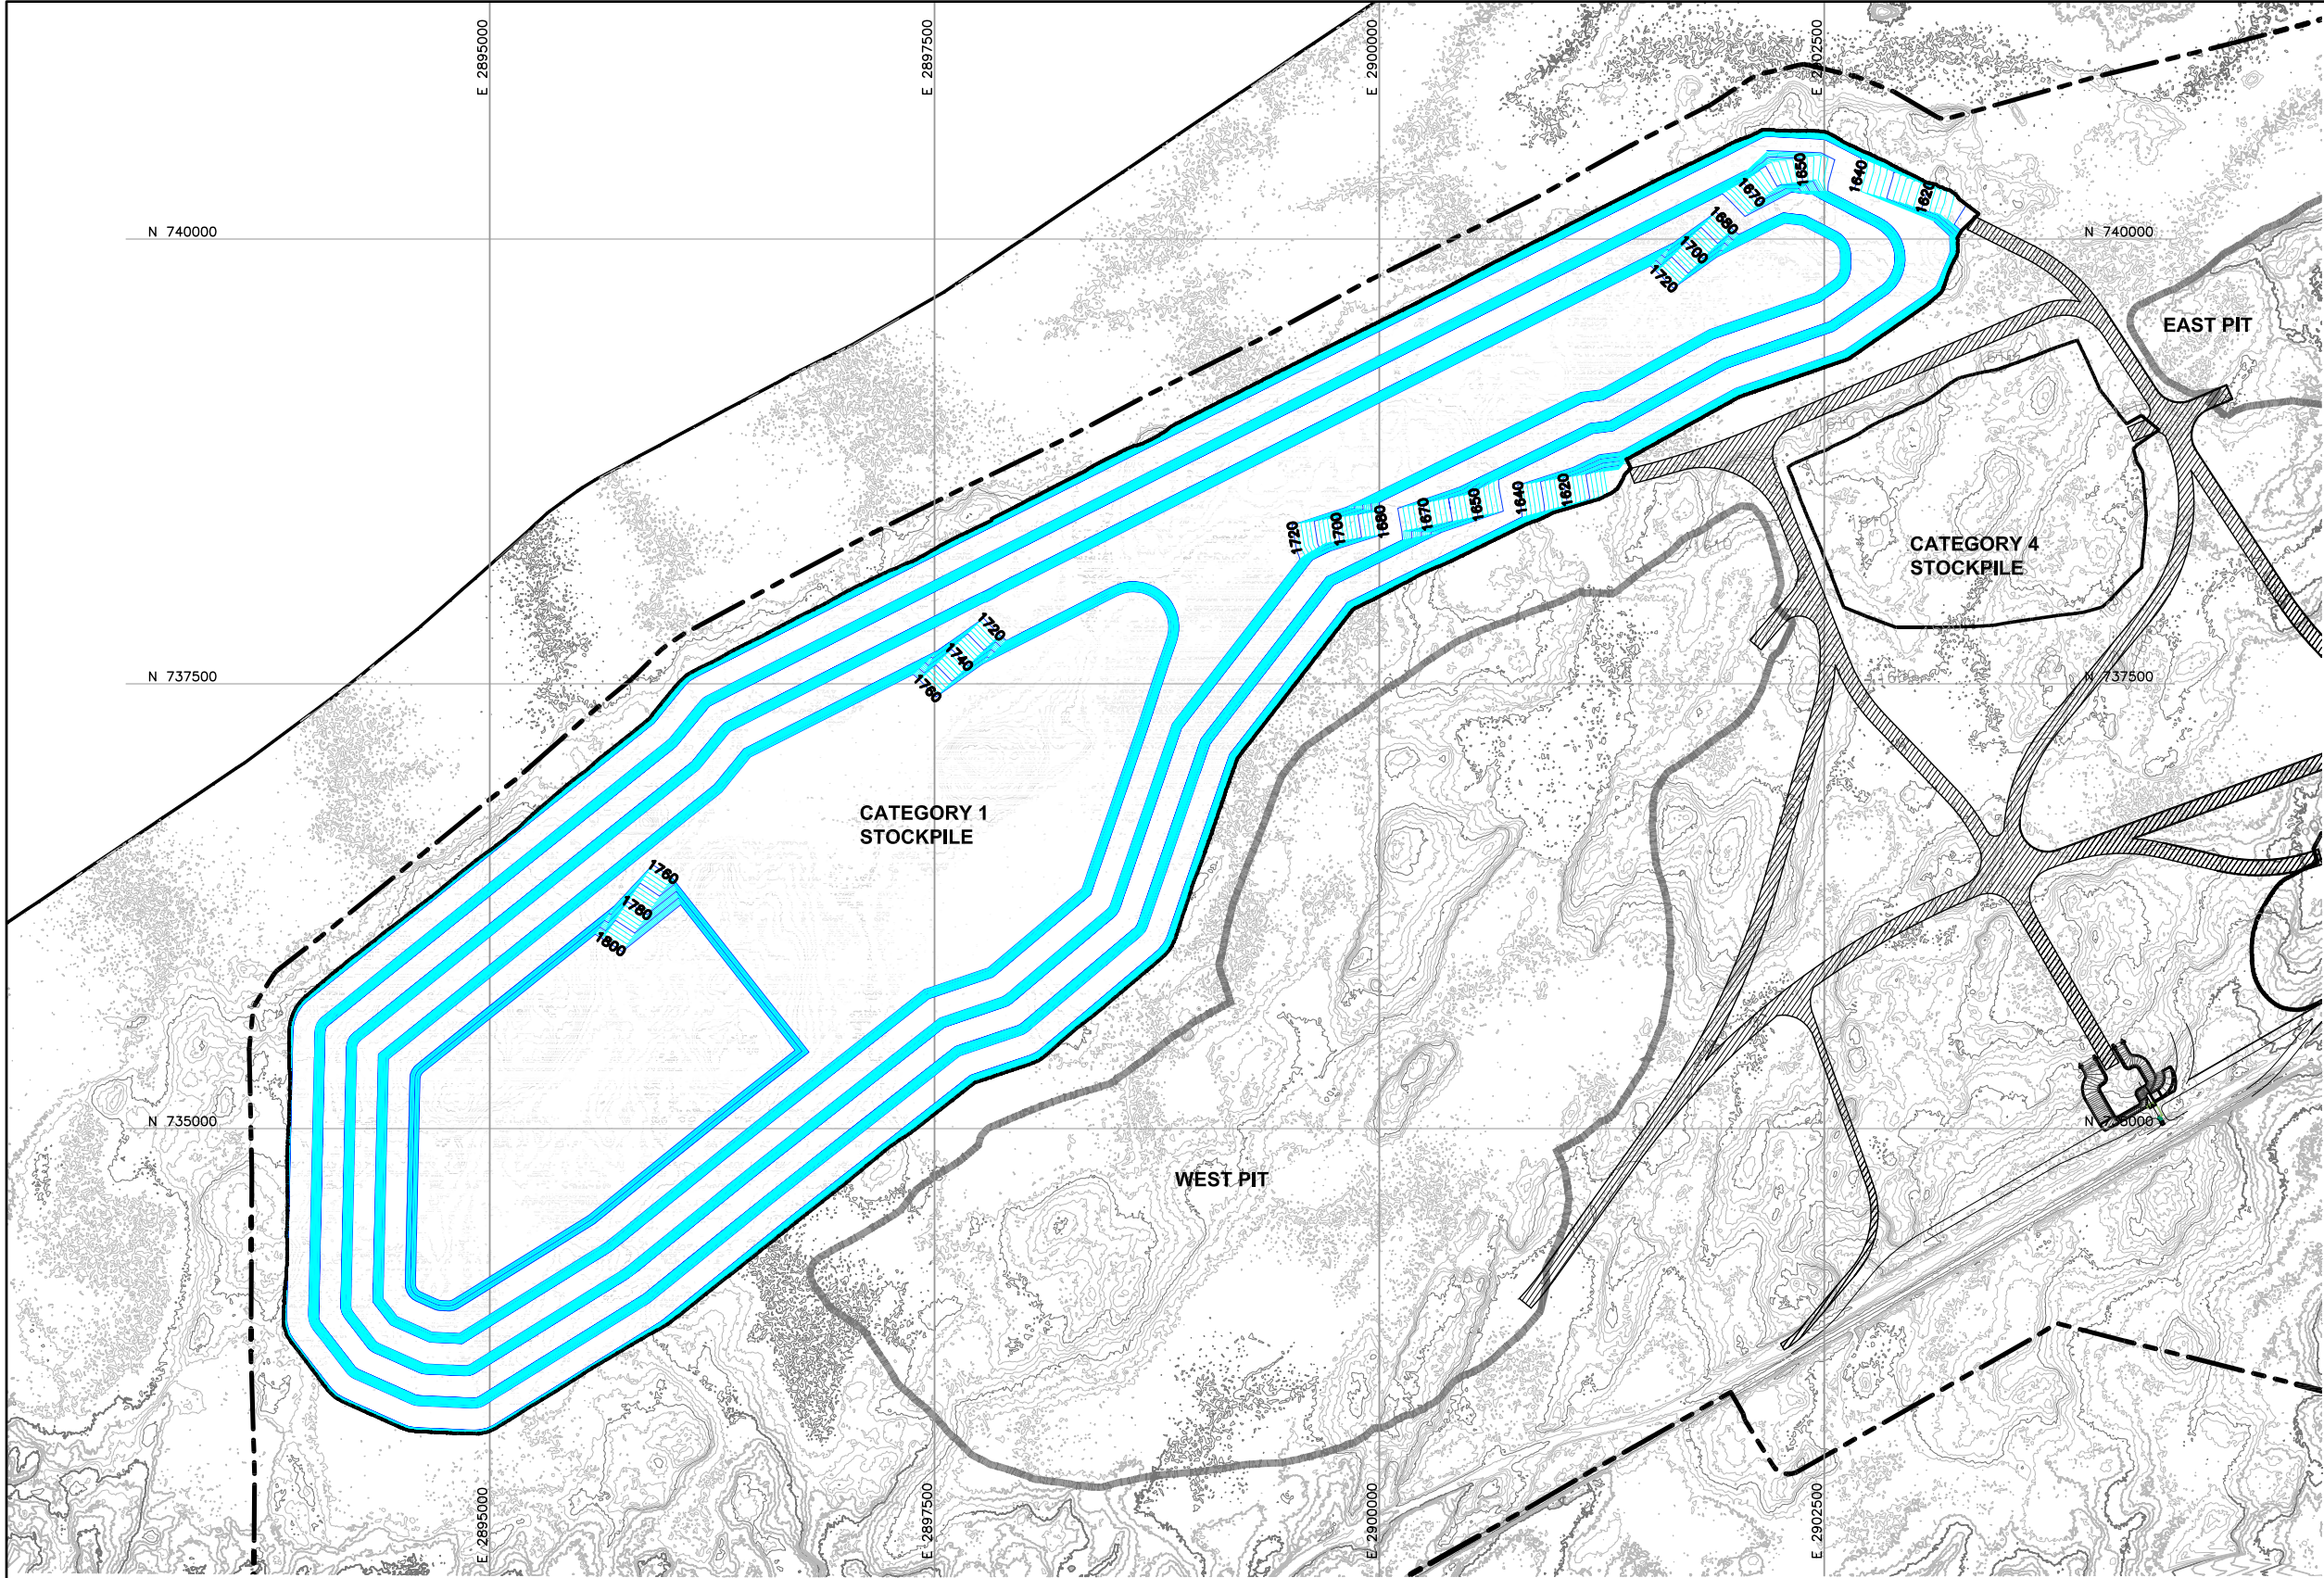 E 2895000
E 2897500
E 2900000
E 2902500
N 740000
N 740000
1650
1640
1620
1670
1680
1700
1720
EAST PIT
1720
1700
1680
1670
1650
1640
1620
CATEGORY 4
STOCKPILE
1720
1740
1760
N 737500
N 737500
CATEGORY 1
STOCKPILE
1760
1780
1800
N 735000
N 735000
WEST PIT
E 2895000
E 2897500
E 2900000
E 2902500